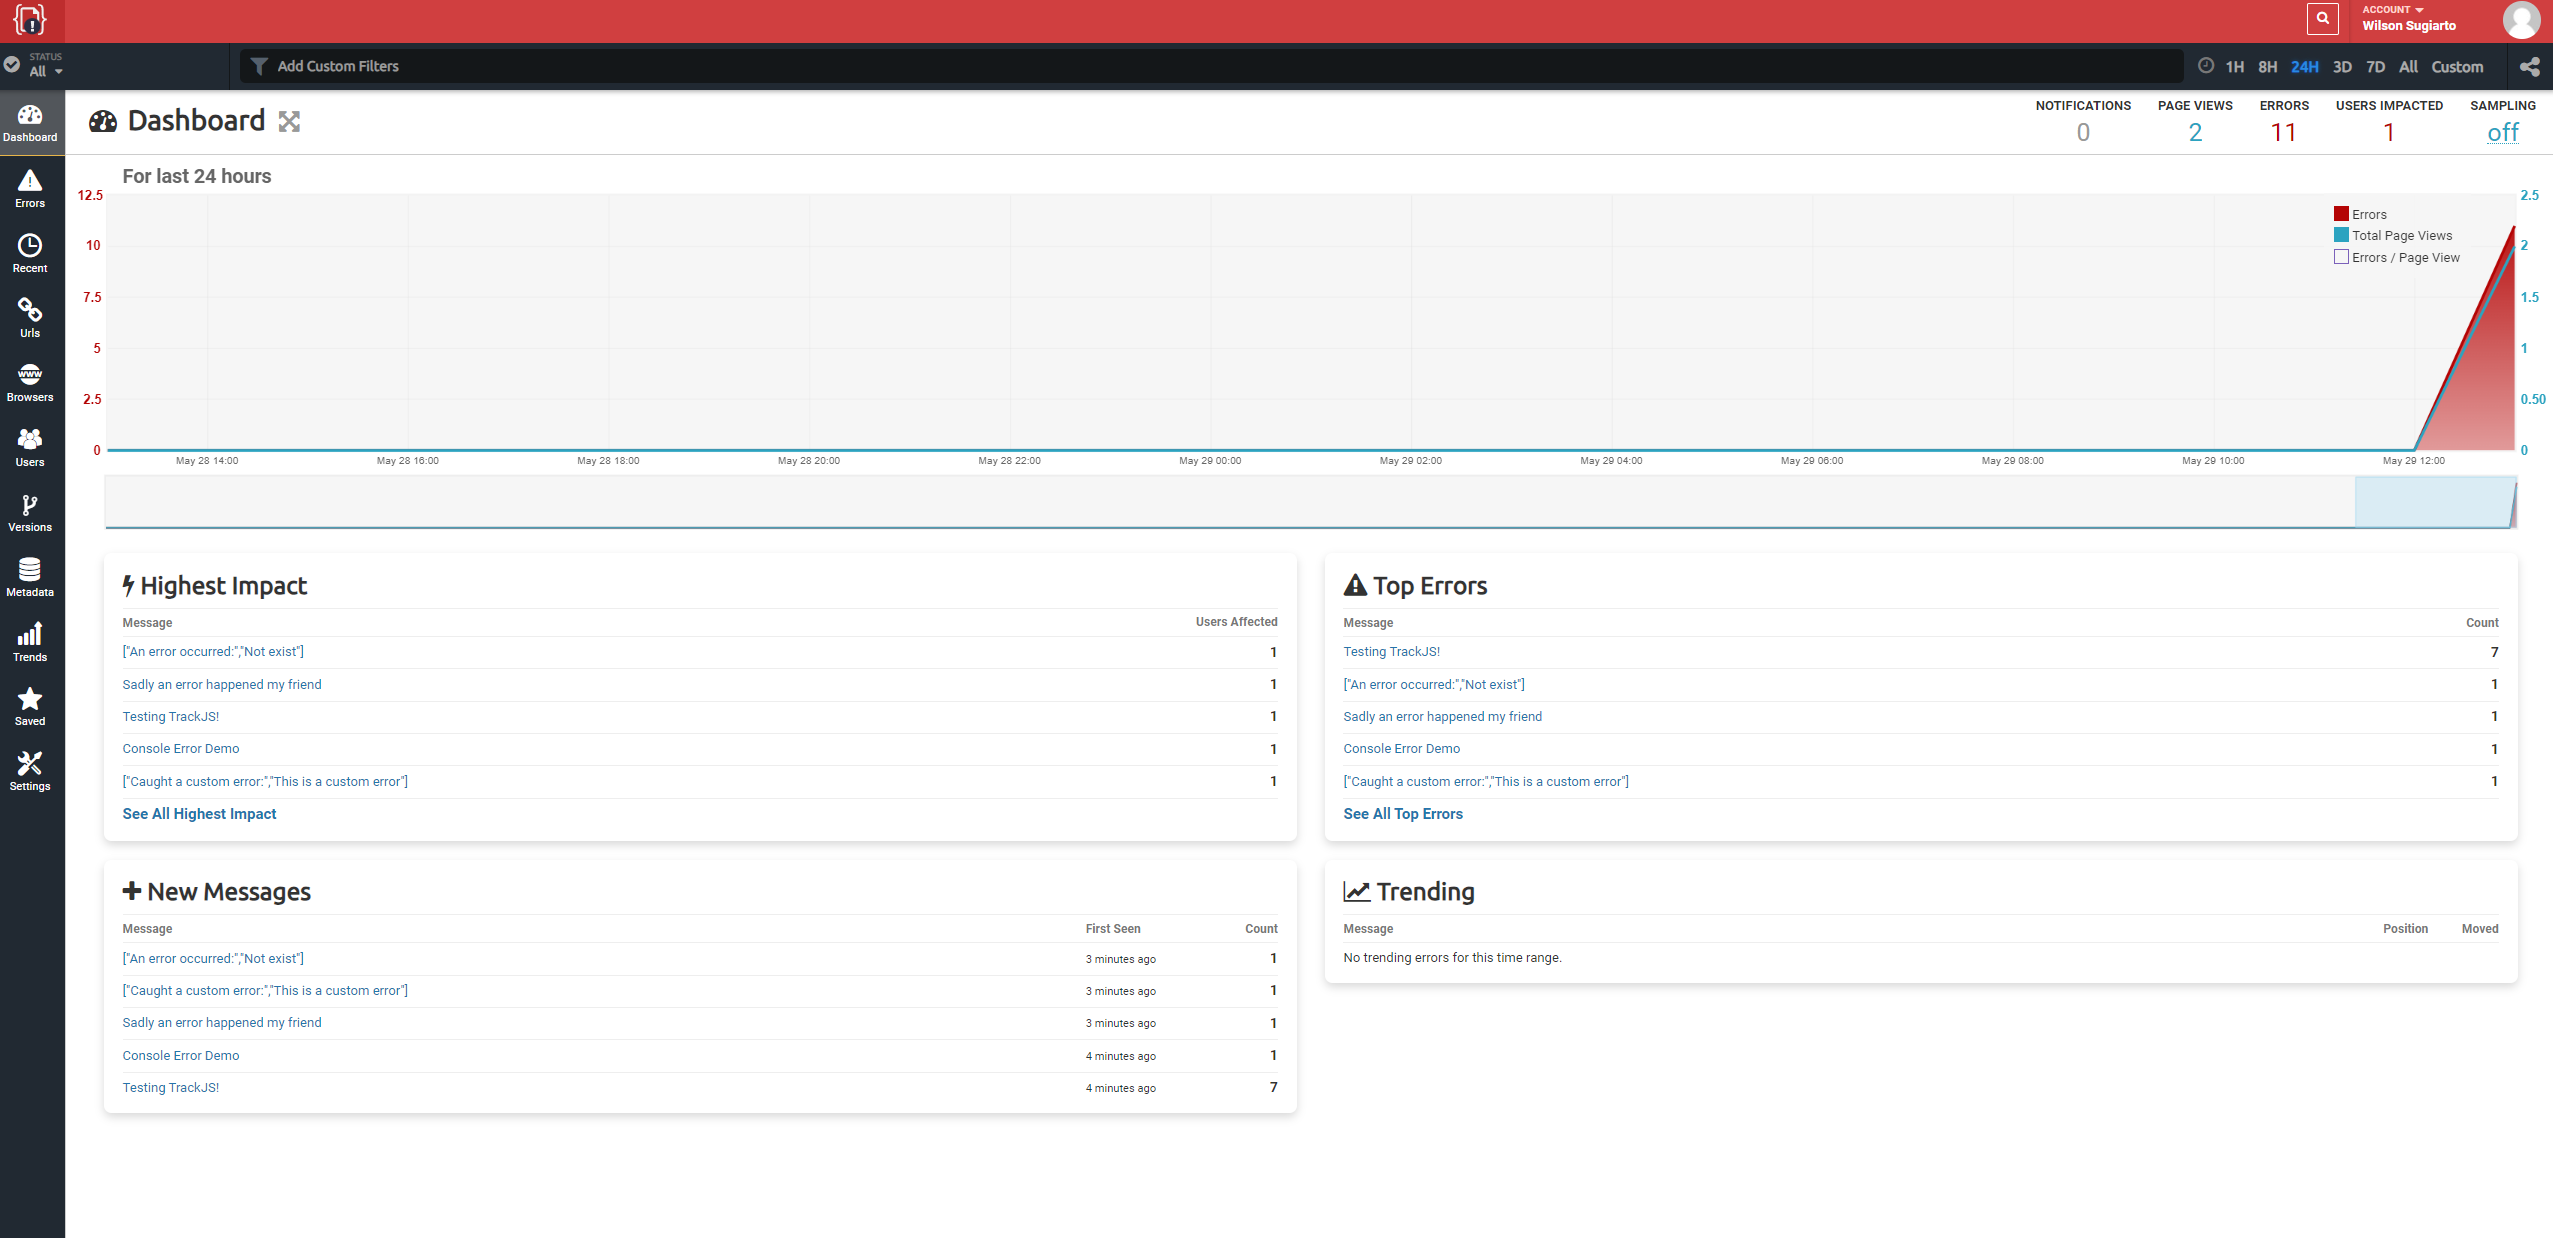 ACCOUNT
Wilson Sugiarto
STATUS
All
Add Custom Filters
1H 8H 24H 3D 7D All Custom
Dashboard
Errors
Recent
Urls
WWW
Browsers
Users
Versions
Metadata
Trends
Saved
Settings
Dashboard
NOTIFICATIONS PAGE VIEWS ERRORS USERS IMPACTED SAMPLING
0 2 11 1 off
For last 24 hours
12.5
10
7.5
5
2.5
0
2.5
2
1.5
1
0.50
0
Errors
Total Page Views
Errors / Page View
May 28 14:00 May 28 16:00 May 28 18:00 May 28 20:00 May 28 22:00 May 29 00:00 May 29 02:00 May 29 04:00 May 29 06:00 May 29 08:00 May 29 10:00 May 29 12:00
Highest Impact
Message Users Affected
["An error occurred:","Not exist"] 1
Sadly an error happened my friend 1
Testing TrackJS! 1
Console Error Demo 1
["Caught a custom error:","This is a custom error"] 1
See All Highest Impact
Top Errors
Message Count
Testing TrackJS! 7
["An error occurred:","Not exist"] 1
Sadly an error happened my friend 1
Console Error Demo 1
["Caught a custom error:","This is a custom error"] 1
See All Top Errors
New Messages
Message First Seen Count
["An error occurred:","Not exist"] 3 minutes ago 1
["Caught a custom error:","This is a custom error"] 3 minutes ago 1
Sadly an error happened my friend 3 minutes ago 1
Console Error Demo 4 minutes ago 1
Testing TrackJS! 4 minutes ago 7
Trending
Message Position Moved
No trending errors for this time range.